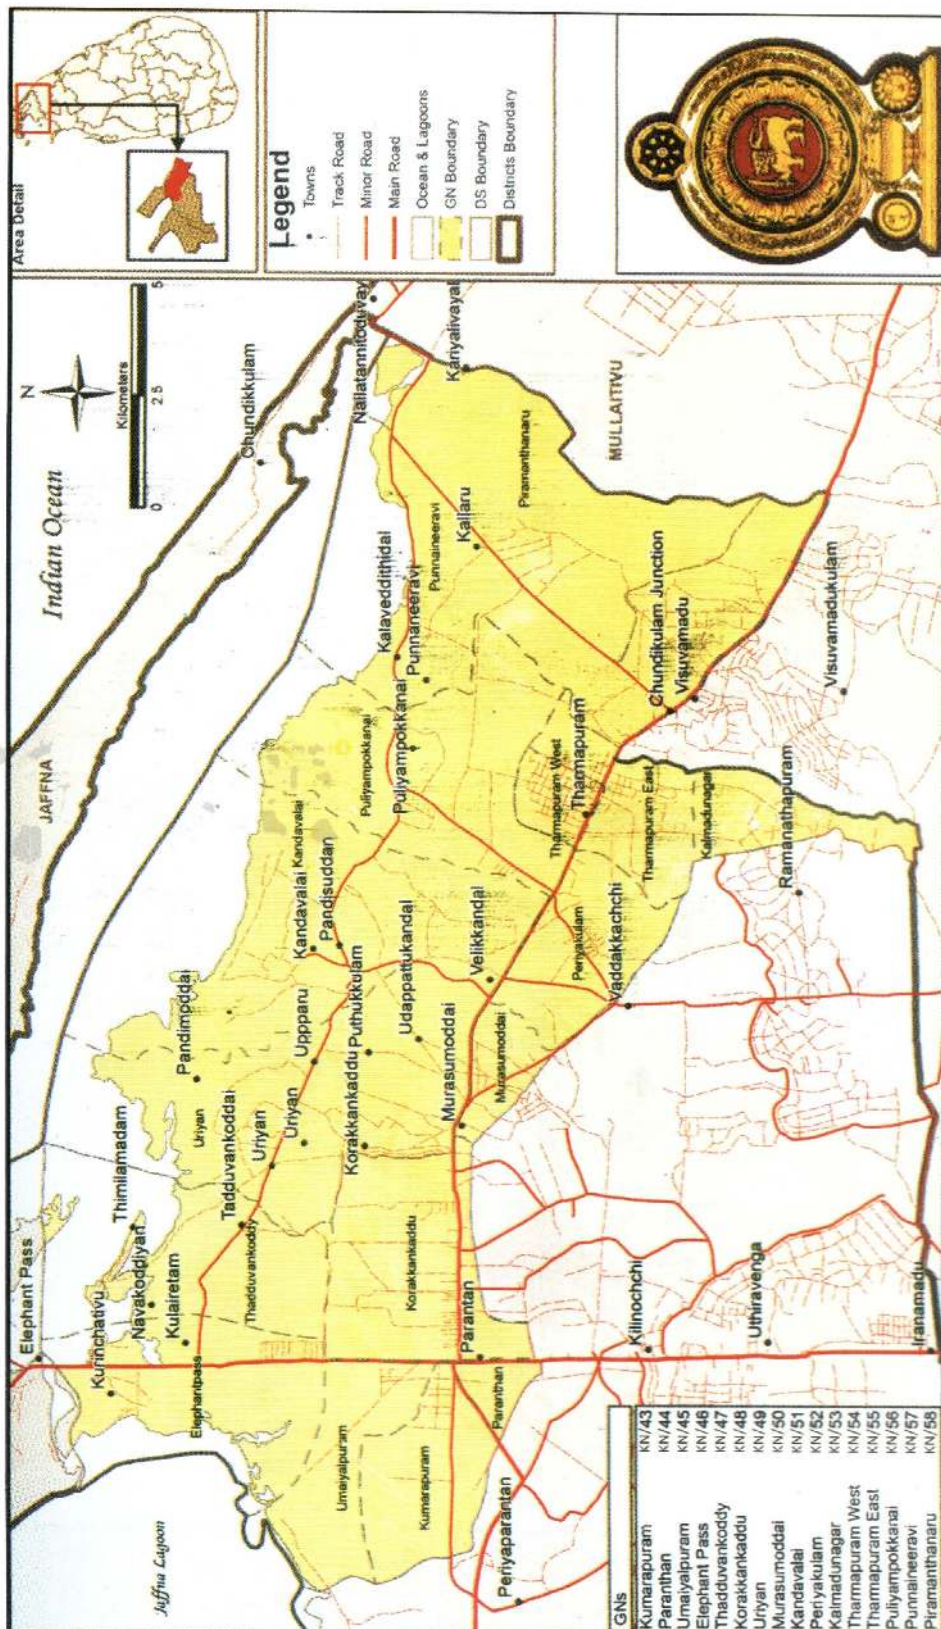 Area Detail
Legend
Towns
Track Road
Minor Road
Main Road
Ocean & Lagoons
GN Boundary
DS Boundary
Districts Boundary
N
Kilometers
0 2.5 5
Indian Ocean
JAFFNA
Chundikkulam
Nallatannitoduvay
Kariyalivayal
Elephant Pass
Kurinchativu
Thimilamadam
Navakoddiyan
Kulairetam
Elephantpass
Pandimoddai
Uriyan
Tadduvankoddai
Thadduvankoddy
Uriyan
Uriyan
Uppparu
Kandavalai
Kandavalai
Pandisuddan
Puthukkulam
Korakkankaddu
Udappattukandal
Puliyampokkanai
Puliyampokkanai
Kalaveddithidal
Punnaneeravi
Punnaineeravi
Kallaru
Piramanthanaru
MULLAITIVU
Jaffna Lagoon
Umaiyalpuram
Kumarapuram
Korakkankaddu
Parantan
Paranthan
Periyaparantan
Murasumoddai
Murasumoddai
Velikkandal
Periyakulam
Vaddakkachchi
Tharmapuram West
Tharmapuram
Tharmapuram East
Kalmadunagar
Chundikulam Junction
Visuvamadu
Visuvamadukulam
Ramanathapuram
Kilinochchi
Uthiravenga
Iranamadu
GNs
Kumarapuram KN/43
Paranthan KN/44
Umaiyalpuram KN/45
Elephant Pass KN/46
Thadduvankoddy KN/47
Korakkankaddu KN/48
Uriyan KN/49
Murasumoddai KN/50
Kandavalai KN/51
Periyakulam KN/52
Kalmadunagar KN/53
Tharmapuram West KN/54
Tharmapuram East KN/55
Puliyampokkanai KN/56
Punnaineeravi KN/57
Piramanthanaru KN/58